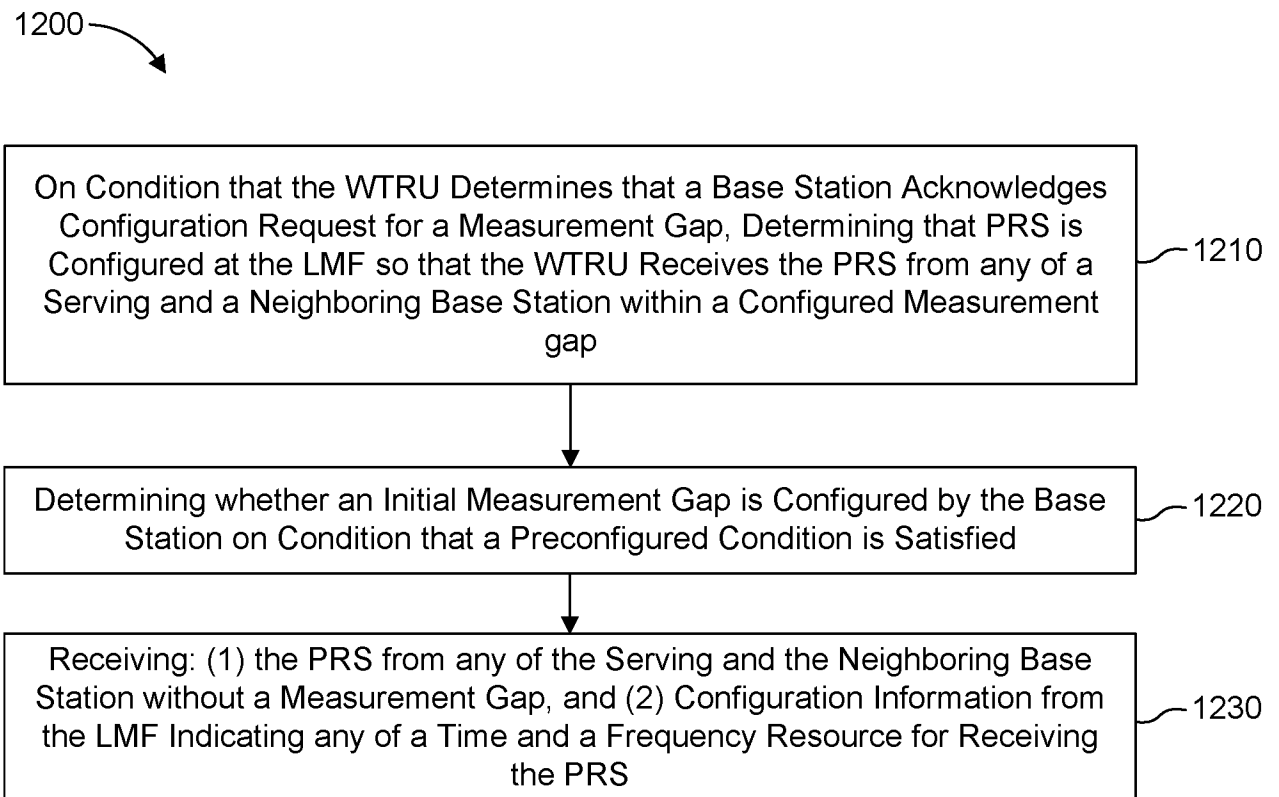 1200
On Condition that the WTRU Determines that a Base Station Acknowledges
Configuration Request for a Measurement Gap, Determining that PRS is
Configured at the LMF so that the WTRU Receives the PRS from any of a
Serving and a Neighboring Base Station within a Configured Measurement
gap
1210
Determining whether an Initial Measurement Gap is Configured by the Base
Station on Condition that a Preconfigured Condition is Satisfied
1220
Receiving: (1) the PRS from any of the Serving and the Neighboring Base
Station without a Measurement Gap, and (2) Configuration Information from
the LMF Indicating any of a Time and a Frequency Resource for Receiving
the PRS
1230